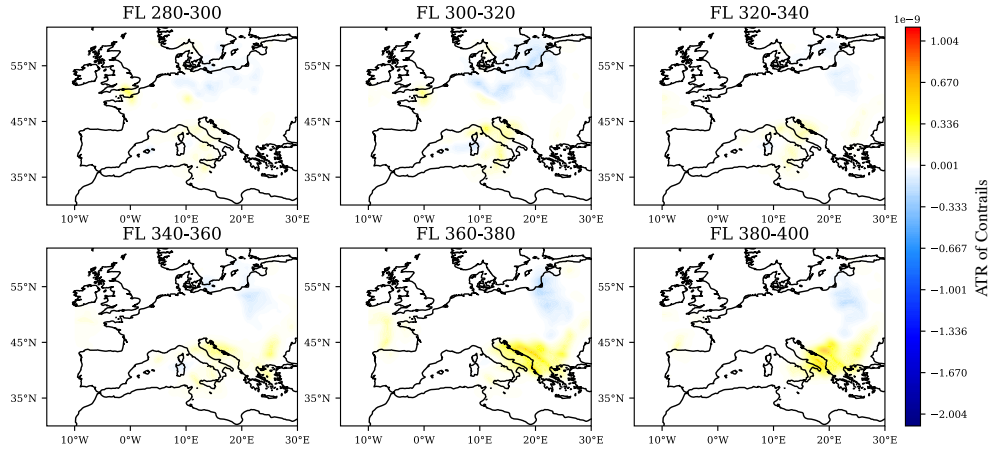 FL 280-300 FL 300-320 FL 320-340
55°N 55°N 55°N
45°N 45°N 45°N
35°N 35°N 35°N
10°W 0°W 10°E 20°E 30°E 10°W 0°W 10°E 20°E 30°E 10°W 0°W 10°E 20°E 30°E
FL 340-360 FL 360-380 FL 380-400
55°N 55°N 55°N
45°N 45°N 45°N
35°N 35°N 35°N
10°W 0°W 10°E 20°E 30°E 10°W 0°W 10°E 20°E 30°E 10°W 0°W 10°E 20°E 30°E
1e−9
1.004
0.670
0.336
0.001
−0.333
−0.667
−1.001
−1.336
−1.670
−2.004
ATR of Contrails